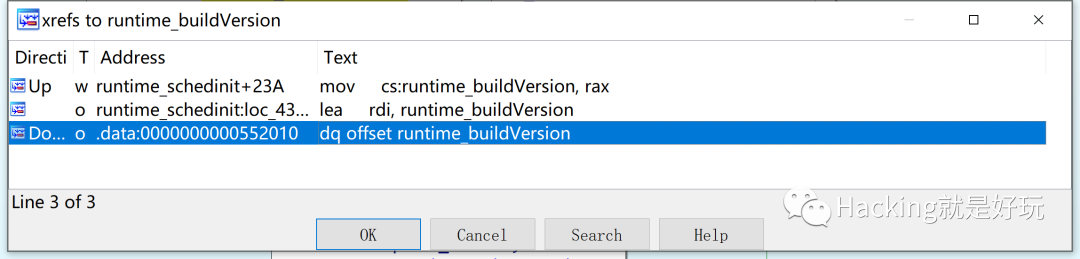 xrefs to runtime_buildVersion
Directi T Address Text
Up w runtime_schedinit+23A mov cs:runtime_buildVersion, rax
o runtime_schedinit:loc_43... lea rdi, runtime_buildVersion
Do... o .data:0000000000552010 dq offset runtime_buildVersion
Line 3 of 3
Hacking就是好玩
OK Cancel Search Help